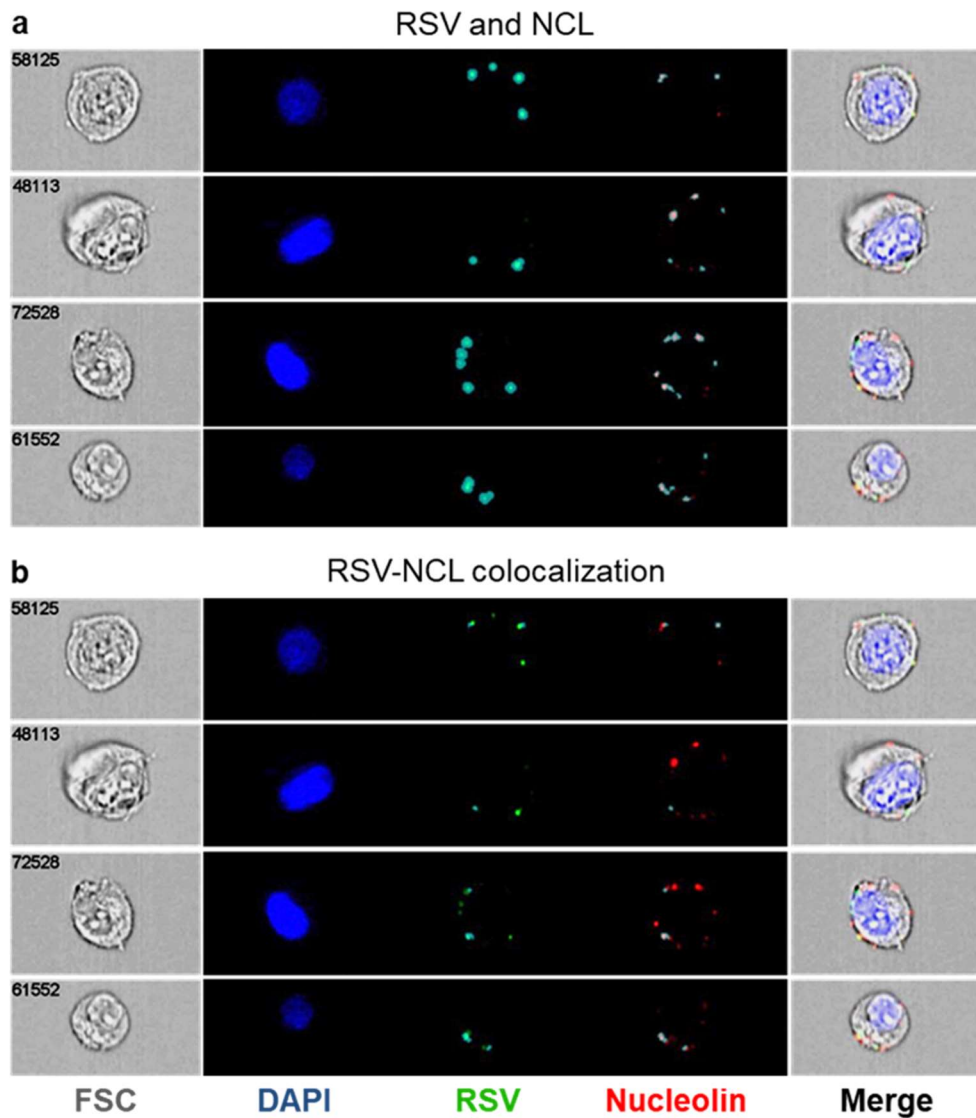 a
RSV and NCL
58125
48113
72528
61552
b
RSV-NCL colocalization
58125
48113
72528
61552
FSC DAPI RSV Nucleolin Merge